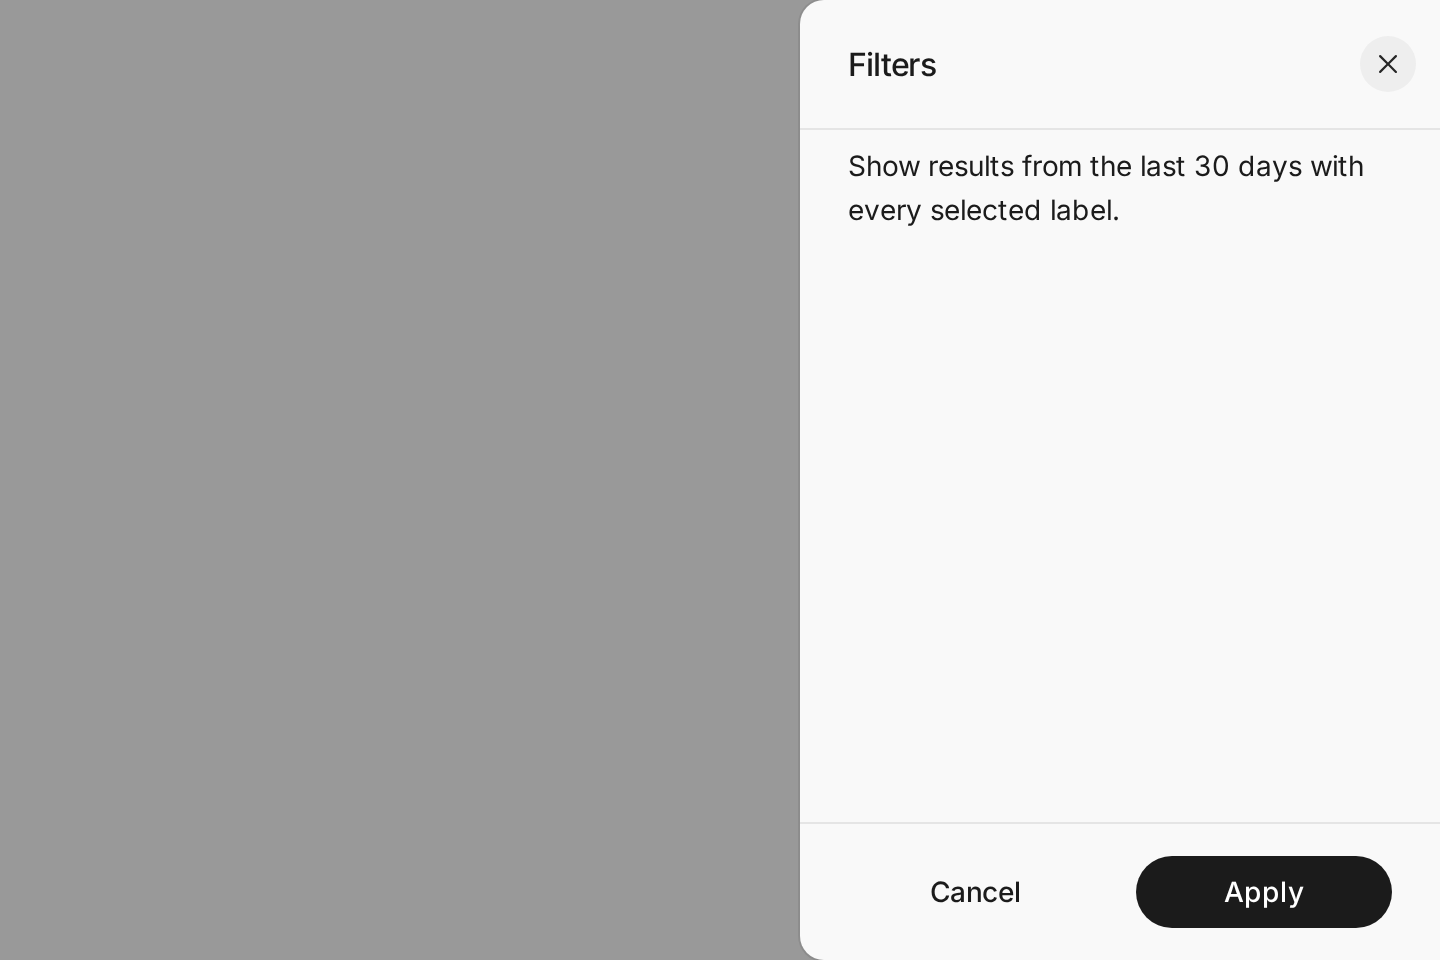 Filters
Show results from the last 30 days with
every selected label.
Cancel
Apply